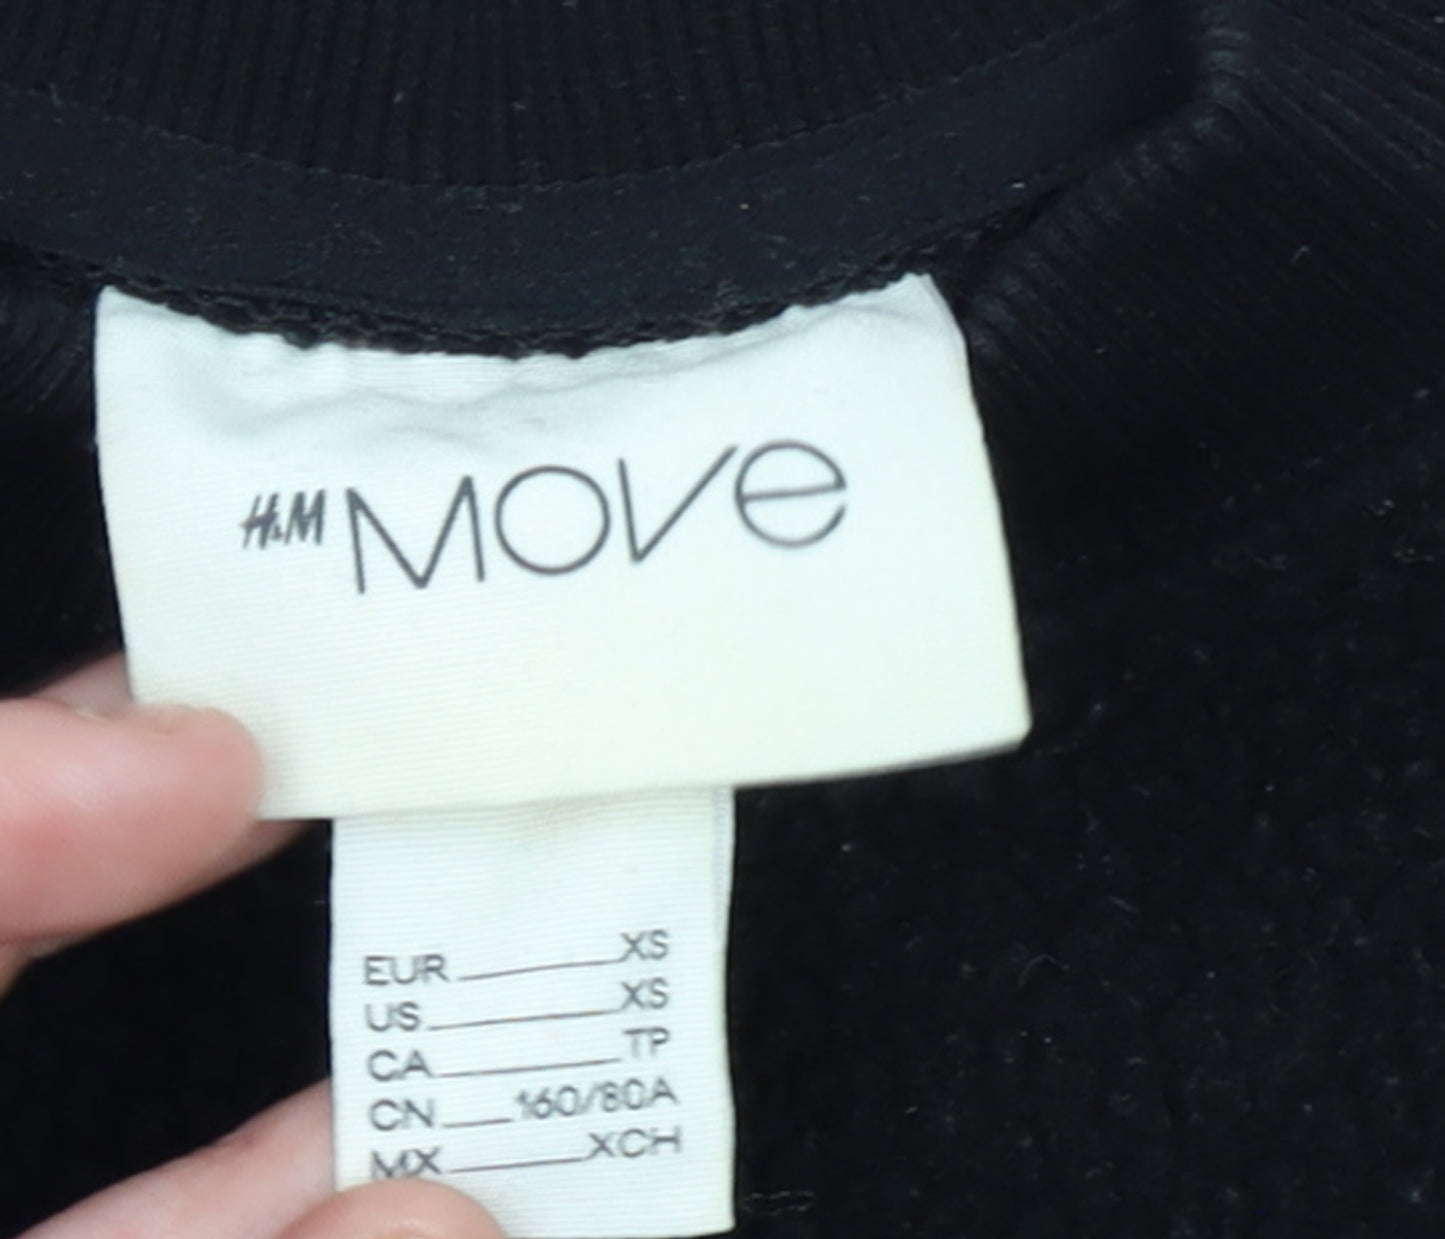 H&M MOVE
EUR XS
US XS
CA TP
CN 160/80A
MX XCH